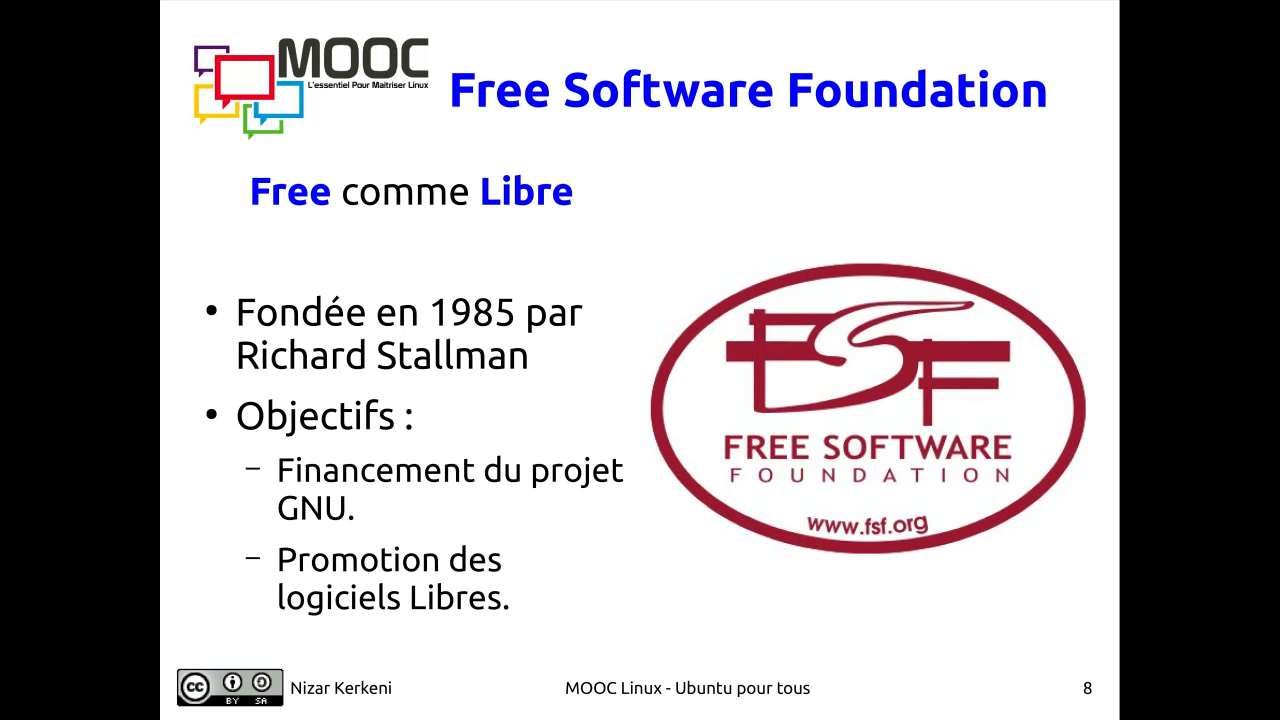 MOOC
L'essentiel Pour Maitriser Linux
Free Software Foundation
Free comme Libre
• Fondée en 1985 par
Richard Stallman
• Objectifs :
– Financement du projet
GNU.
– Promotion des
logiciels Libres.
FSF
FREE SOFTWARE
FOUNDATION
www.fsf.org
cc
BY SA
Nizar Kerkeni
MOOC Linux - Ubuntu pour tous
8